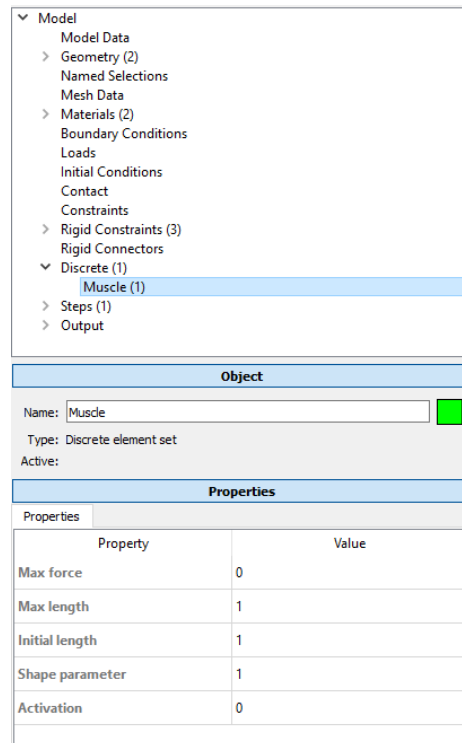 Model
Model Data
Geometry (2)
Named Selections
Mesh Data
Materials (2)
Boundary Conditions
Loads
Initial Conditions
Contact
Constraints
Rigid Constraints (3)
Rigid Connectors
Discrete (1)
Muscle (1)
Steps (1)
Output
Object
Name: Muscle
Type: Discrete element set
Active:
Properties
Properties
Property Value
Max force 0
Max length 1
Initial length 1
Shape parameter 1
Activation 0